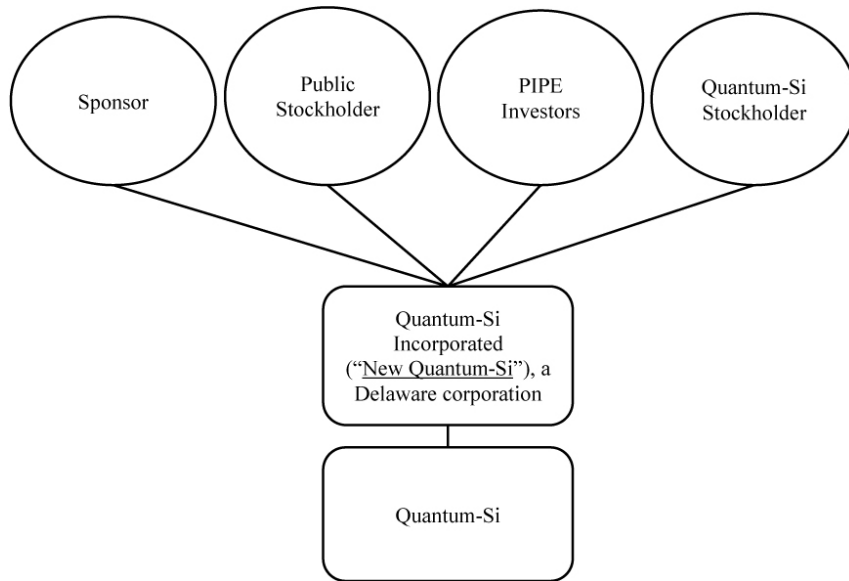 Sponsor
Public
Stockholder
PIPE
Investors
Quantum-Si
Stockholder
Quantum-Si
Incorporated
(“New Quantum-Si”), a
Delaware corporation
Quantum-Si